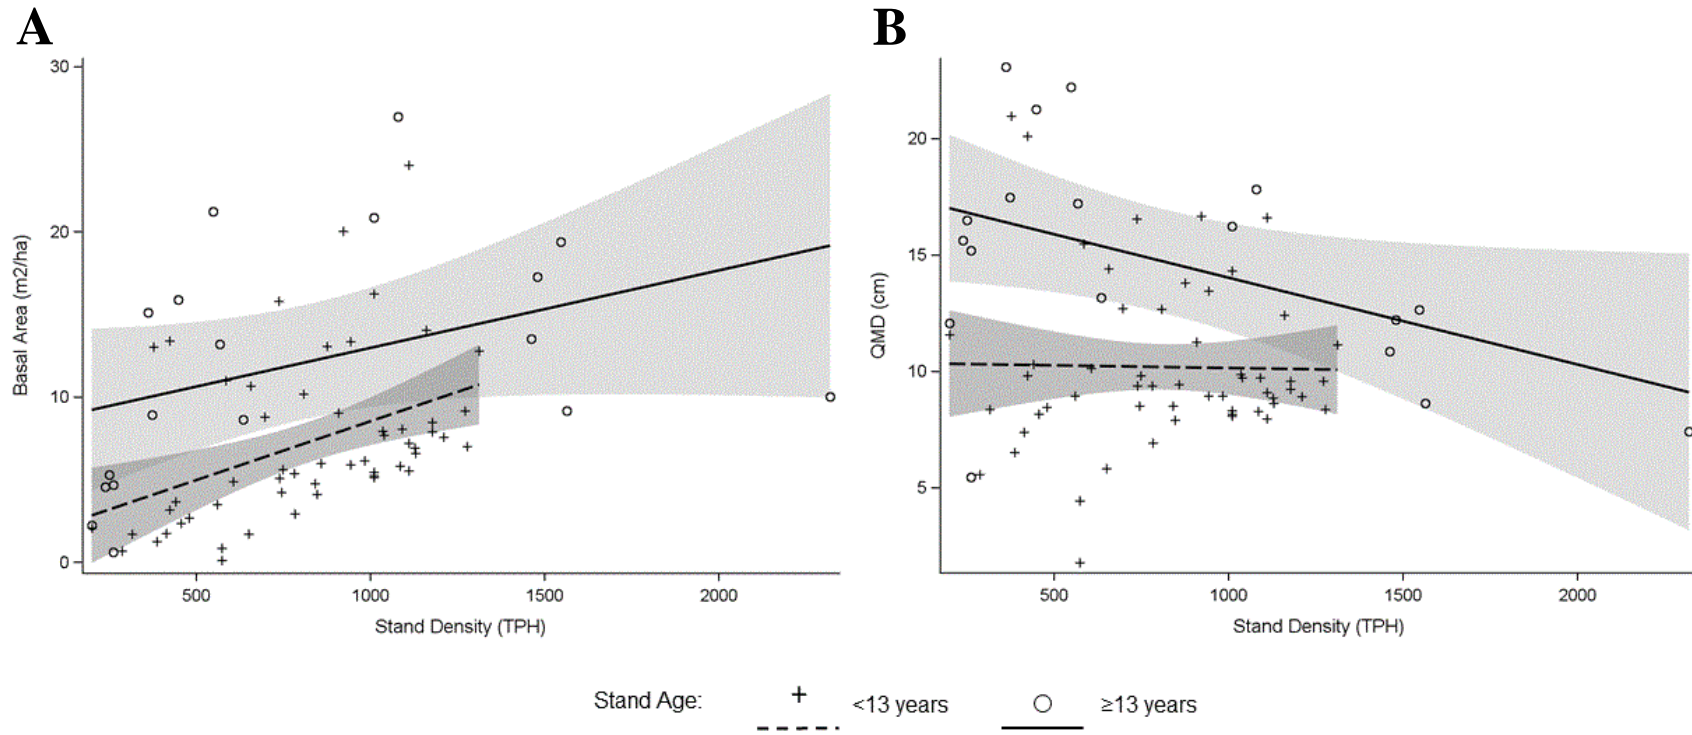 A
B
30
20
10
0
Basal Area (m2/ha)
500
1000
1500
2000
Stand Density (TPH)
20
15
10
5
QMD (cm)
500
1000
1500
2000
Stand Density (TPH)
Stand Age: <13 years ≥13 years